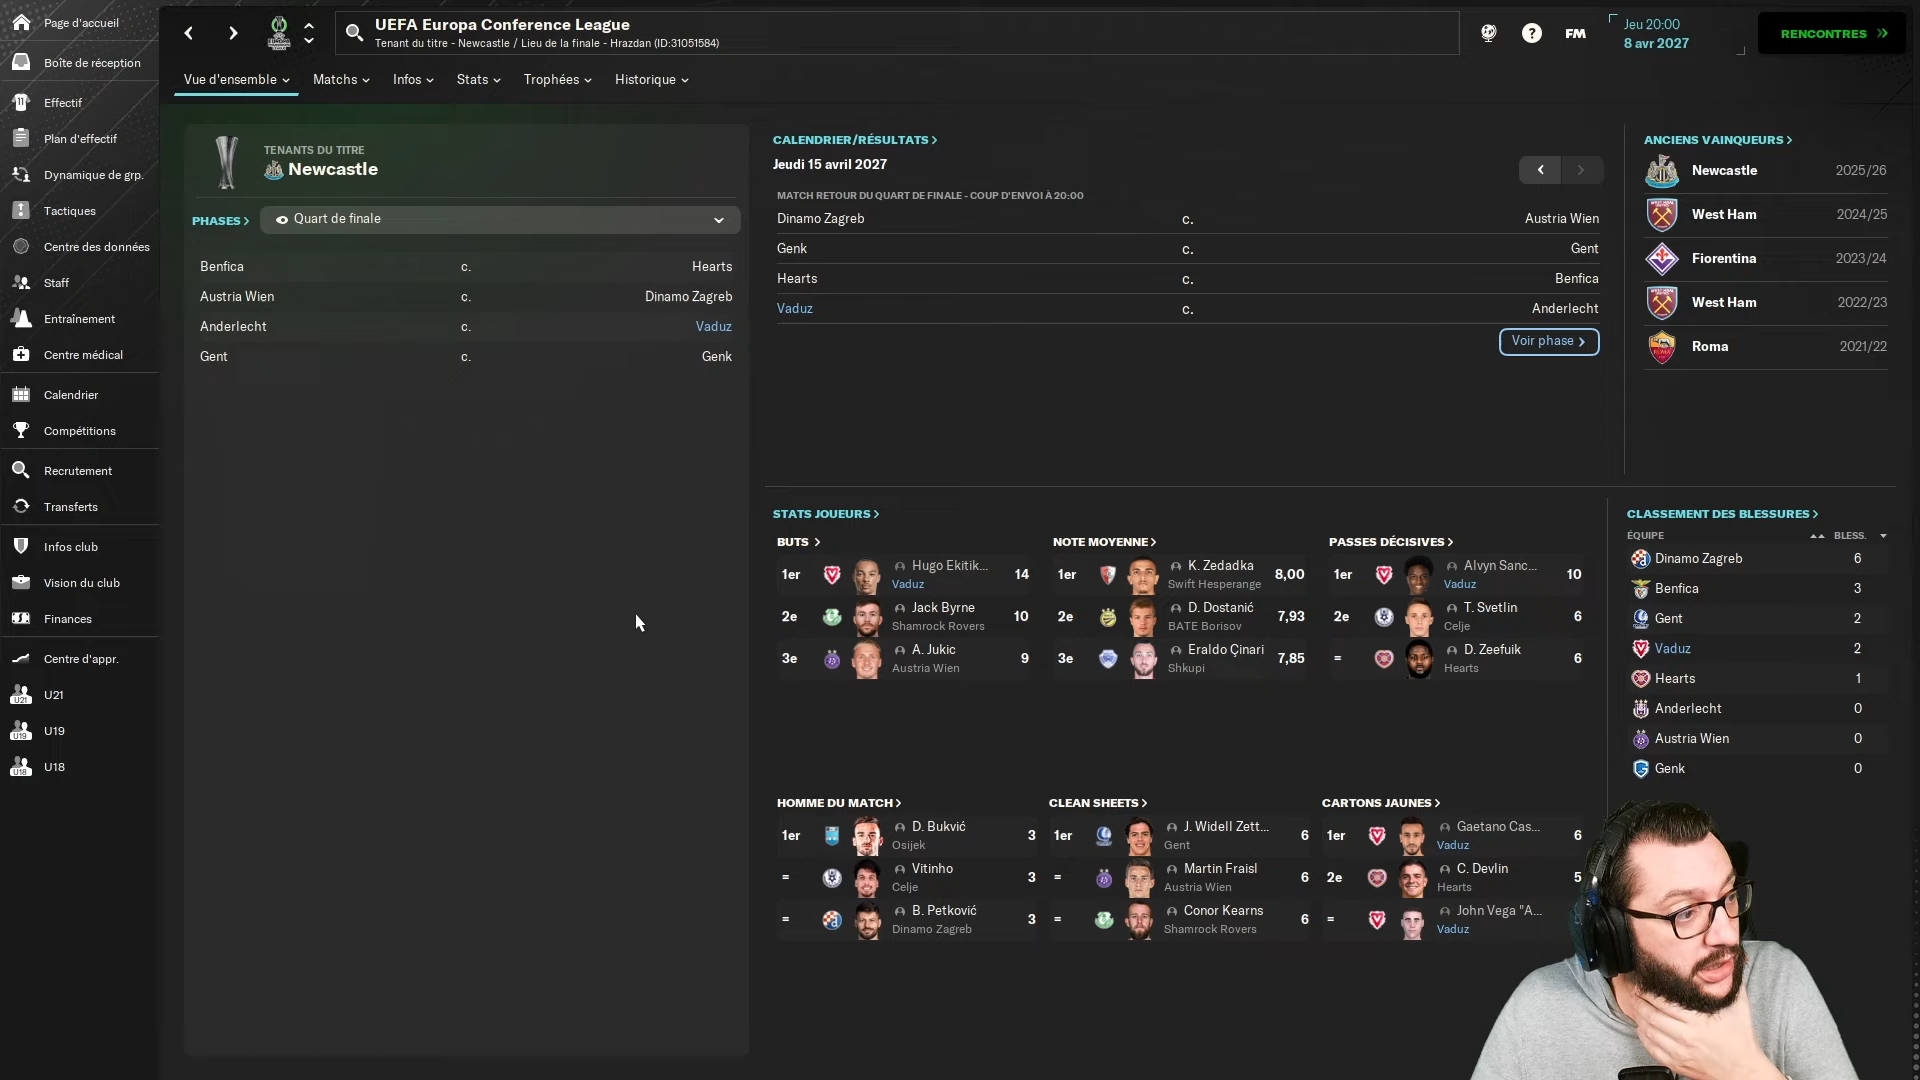 Page d'accueil
Boîte de réception
Effectif
Plan d'effectif
Dynamique de grp.
Tactiques
Centre des données
Staff
Entraînement
Centre médical
Calendrier
Compétitions
Recrutement
Transferts
Infos club
Vision du club
Finances
Centre d'appr.
U21
U19
U18
UEFA Europa Conference League
Tenant du titre - Newcastle / Lieu de la finale - Hrazdan (ID:31051584)
FM
Jeu 20:00
8 avr 2027
RENCONTRES
Vue d'ensemble Matchs Infos Stats Trophées Historique
TENANTS DU TITRE
Newcastle
PHASES Quart de finale
Benfica c. Hearts
Austria Wien c. Dinamo Zagreb
Anderlecht c. Vaduz
Gent c. Genk
CALENDRIER/RÉSULTATS
Jeudi 15 avril 2027
MATCH RETOUR DU QUART DE FINALE - COUP D'ENVOI À 20:00
Dinamo Zagreb c. Austria Wien
Genk c. Gent
Hearts c. Benfica
Vaduz c. Anderlecht
Voir phase
ANCIENS VAINQUEURS
Newcastle 2025/26
West Ham 2024/25
Fiorentina 2023/24
West Ham 2022/23
Roma 2021/22
STATS JOUEURS
BUTS
1er Hugo Ekitik... 14
Vaduz
2e Jack Byrne 10
Shamrock Rovers
3e A. Jukic 9
Austria Wien
NOTE MOYENNE
1er K. Zedadka 8,00
Swift Hesperange
2e D. Dostanić 7,93
BATE Borisov
3e Eraldo Çinari 7,85
Shkupi
PASSES DÉCISIVES
1er Alvyn Sanc... 10
Vaduz
2e T. Svetlin 6
Celje
= D. Zeefuik 6
Hearts
HOMME DU MATCH
1er D. Bukvić 3
Osijek
= Vitinho 3
Celje
= B. Petković 3
Dinamo Zagreb
CLEAN SHEETS
1er J. Widell Zett... 6
Gent
= Martin Fraisl 6
Austria Wien
= Conor Kearns 6
Shamrock Rovers
CARTONS JAUNES
1er Gaetano Cas... 6
Vaduz
2e C. Devlin 5
Hearts
= John Vega "A...
Vaduz
CLASSEMENT DES BLESSURES
ÉQUIPE BLESS.
Dinamo Zagreb 6
Benfica 3
Gent 2
Vaduz 2
Hearts 1
Anderlecht 0
Austria Wien 0
Genk 0